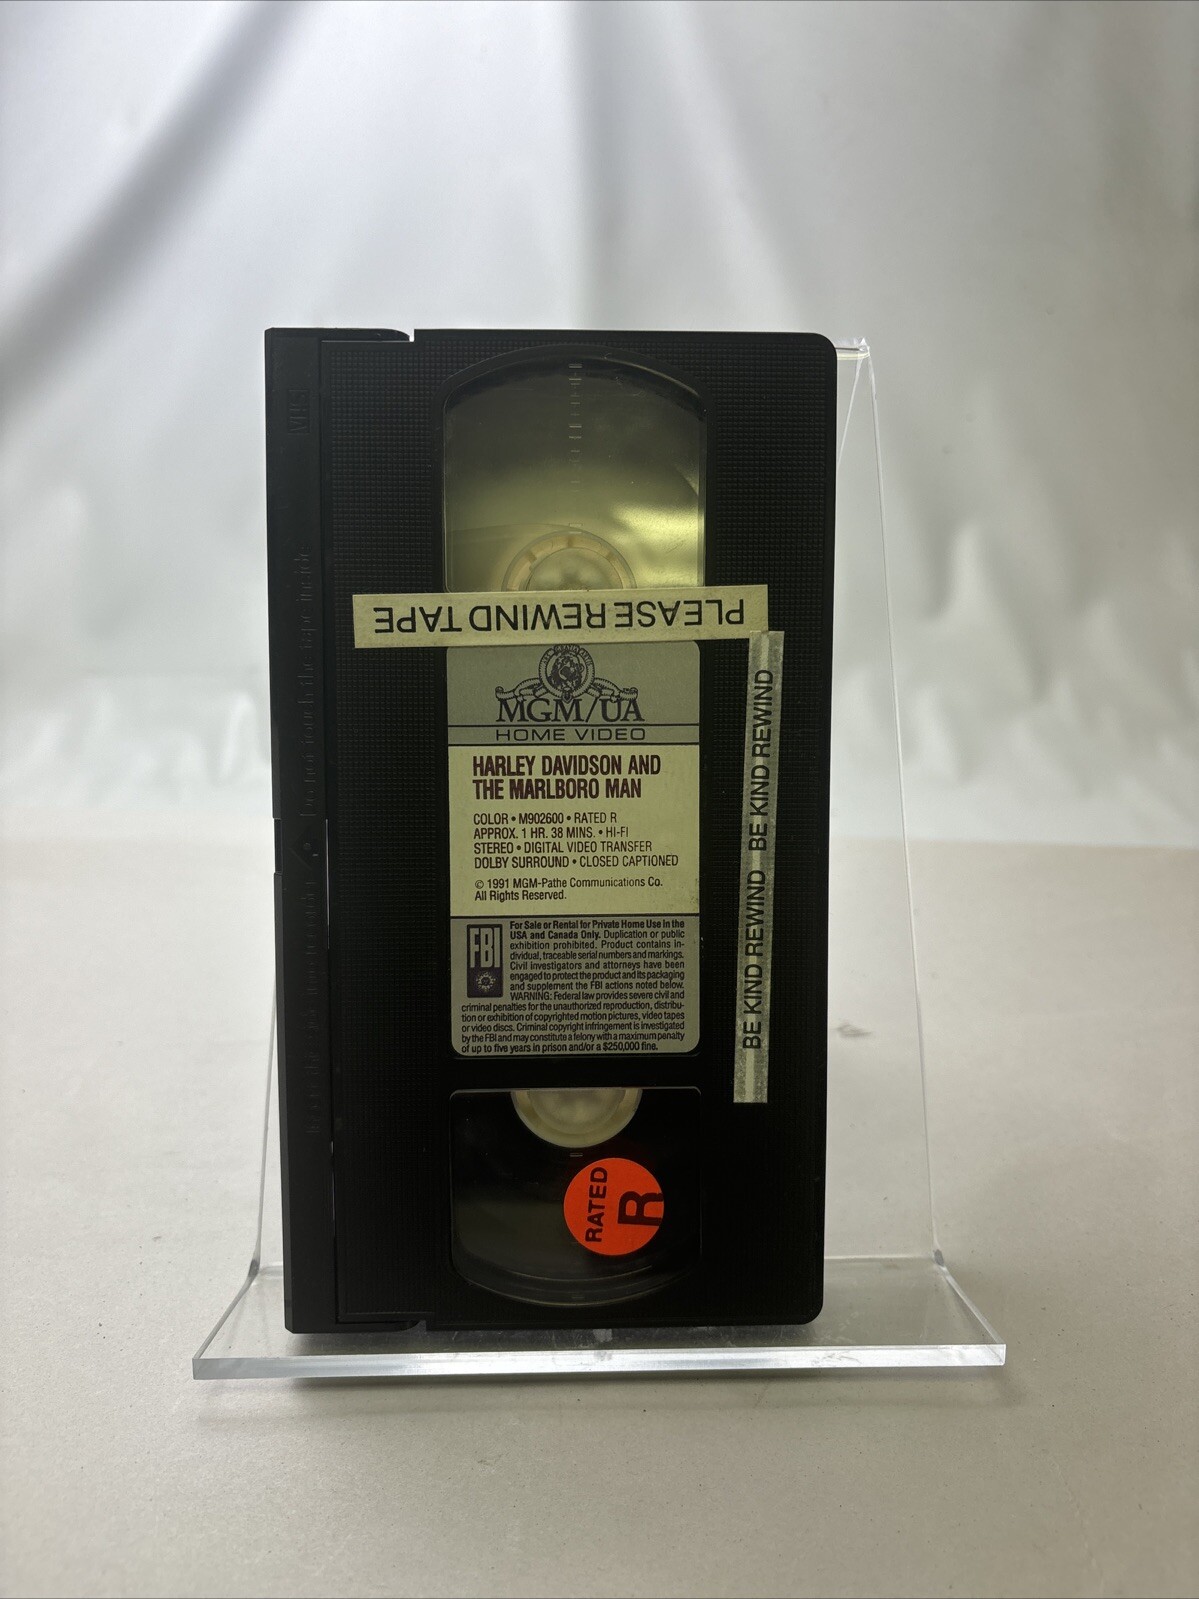 VHS
PLEASE REWIND TAPE
MGM/UA
HOME VIDEO
HARLEY DAVIDSON AND
THE MARLBORO MAN
COLOR • M902600 • RATED R
APPROX. 1 HR. 38 MINS. • HI-FI
STEREO • DIGITAL VIDEO TRANSFER
DOLBY SURROUND • CLOSED CAPTIONED
© 1991 MGM-Pathe Communications Co.
All Rights Reserved.
FBI
For Sale or Rental for Private Home Use in the
USA and Canada Only. Duplication or public
exhibition prohibited. Product contains in-
dividual, traceable serial numbers and markings.
Civil investigators and attorneys have been
engaged to protect the product and its packaging
and supplement the FBI actions noted below.
WARNING: Federal law provides severe civil and
criminal penalties for the unauthorized reproduction, distribu-
tion or exhibition of copyrighted motion pictures, video tapes
or video discs. Criminal copyright infringement is investigated
by the FBI and may constitute a felony with a maximum penalty
of up to five years in prison and/or a $250,000 fine.
BE KIND REWIND BE KIND REWIND
RATED
R
Do not touch the tape inside